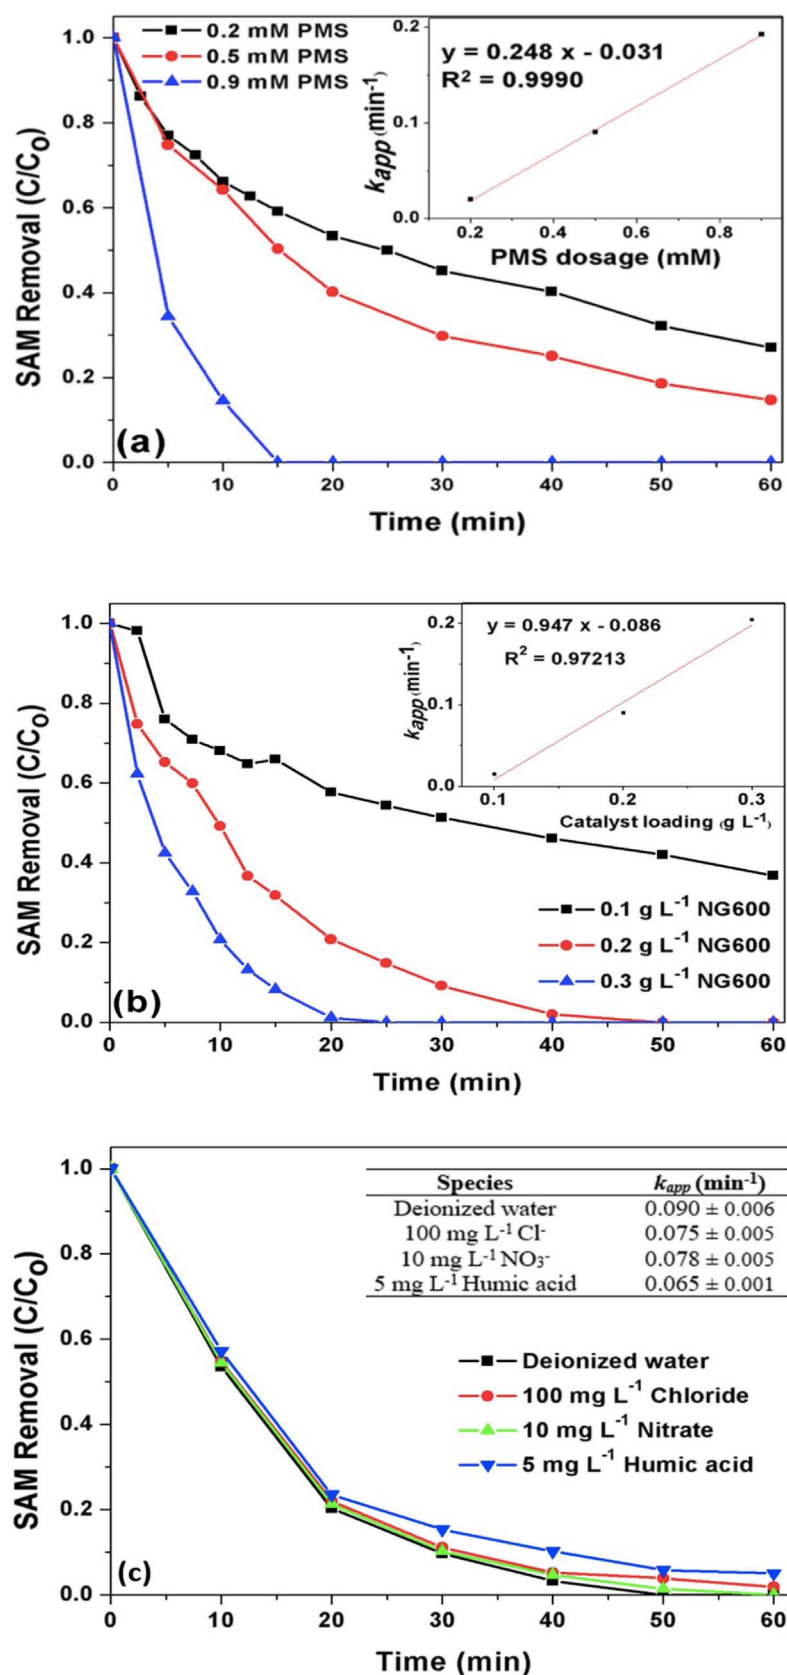 0.2 mM PMS
0.5 mM PMS
0.9 mM PMS
y = 0.248 x - 0.031
R² = 0.9990
k_app (min⁻¹)
0.2
0.1
0.0
0.2 0.4 0.6 0.8
PMS dosage (mM)
SAM Removal (C/C₀)
1.0
0.8
0.6
0.4
0.2
0.0
(a)
0 10 20 30 40 50 60
Time (min)
y = 0.947 x - 0.086
R² = 0.97213
k_app (min⁻¹)
0.2
0.1
0.0
0.1 0.2 0.3
Catalyst loading (g L⁻¹)
0.1 g L⁻¹ NG600
0.2 g L⁻¹ NG600
0.3 g L⁻¹ NG600
SAM Removal (C/C₀)
1.0
0.8
0.6
0.4
0.2
0.0
(b)
0 10 20 30 40 50 60
Time (min)
Species k_app (min⁻¹)
Deionized water 0.090 ± 0.006
100 mg L⁻¹ Cl⁻ 0.075 ± 0.005
10 mg L⁻¹ NO₃⁻ 0.078 ± 0.005
5 mg L⁻¹ Humic acid 0.065 ± 0.001
Deionized water
100 mg L⁻¹ Chloride
10 mg L⁻¹ Nitrate
5 mg L⁻¹ Humic acid
SAM Removal (C/C₀)
1.0
0.8
0.6
0.4
0.2
0.0
(c)
0 10 20 30 40 50 60
Time (min)